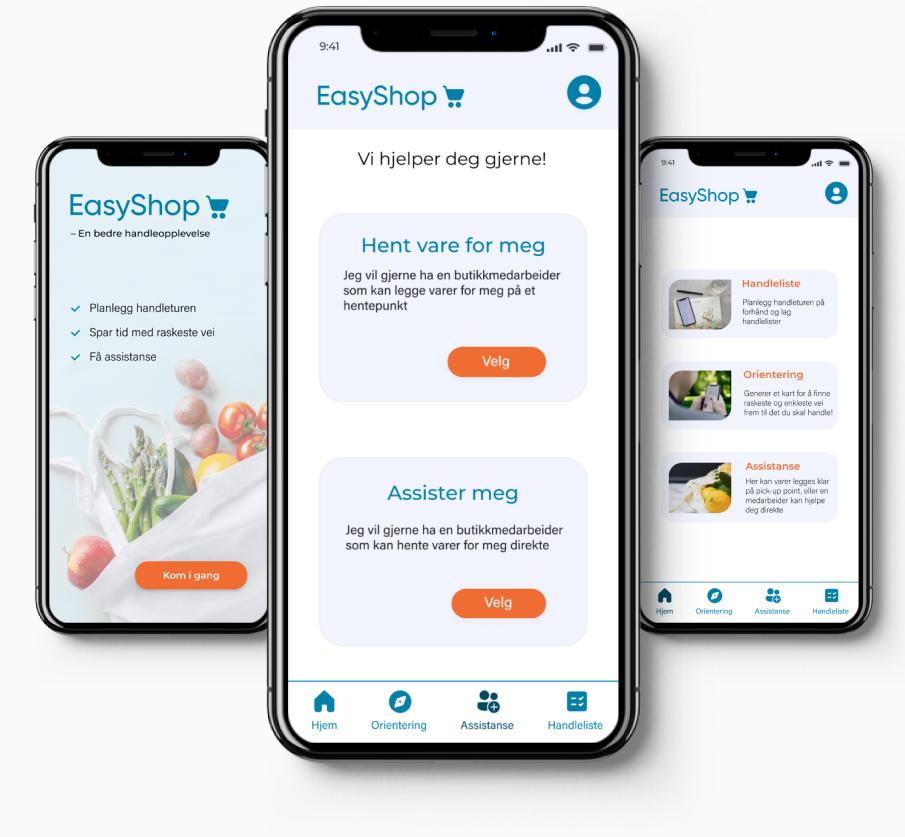 EasyShop
– En bedre handleopplevelse
Planlegg handleturen
Spar tid med raskeste vei
Få assistanse
Kom i gang
9:41
EasyShop
Vi hjelper deg gjerne!
Hent vare for meg
Jeg vil gjerne ha en butikkmedarbeider
som kan legge varer for meg på et
hentepunkt
Velg
Assister meg
Jeg vil gjerne ha en butikkmedarbeider
som kan hente varer for meg direkte
Velg
Hjem
Orientering
Assistanse
Handleliste
9:41
EasyShop
Handleliste
Planlegg handleturen på
forhånd og lag
handlelister
Orientering
Generer et kart for å finne
raskeste og enkleste vei
frem til det du skal handle!
Assistanse
Her kan varer legges klar
på pick-up point, eller en
medarbeider kan hjelpe
deg direkte
Hjem
Orientering
Assistanse
Handleliste